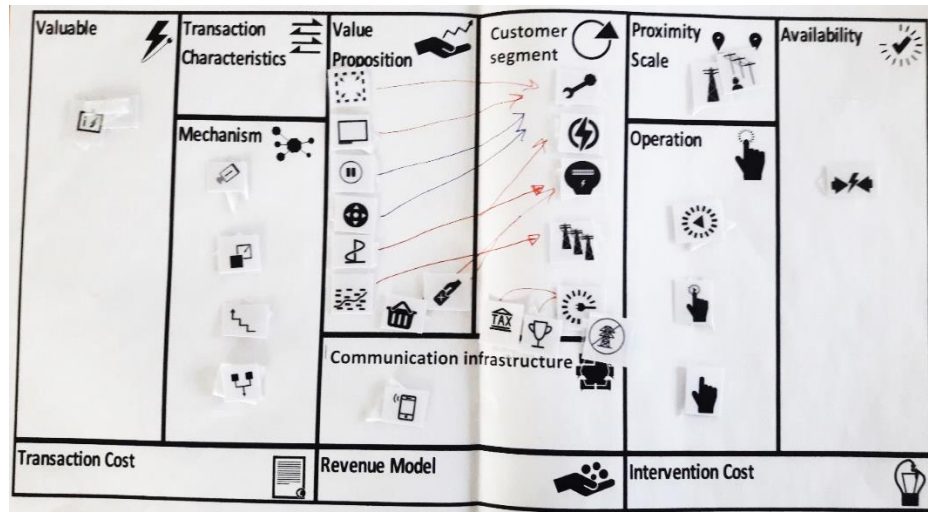 Valuable
Transaction
Characteristics
Value
Proposition
Customer
segment
Proximity
Scale
Availability
Mechanism
Operation
TAX
Communication infrastructure
Transaction Cost
Revenue Model
Intervention Cost